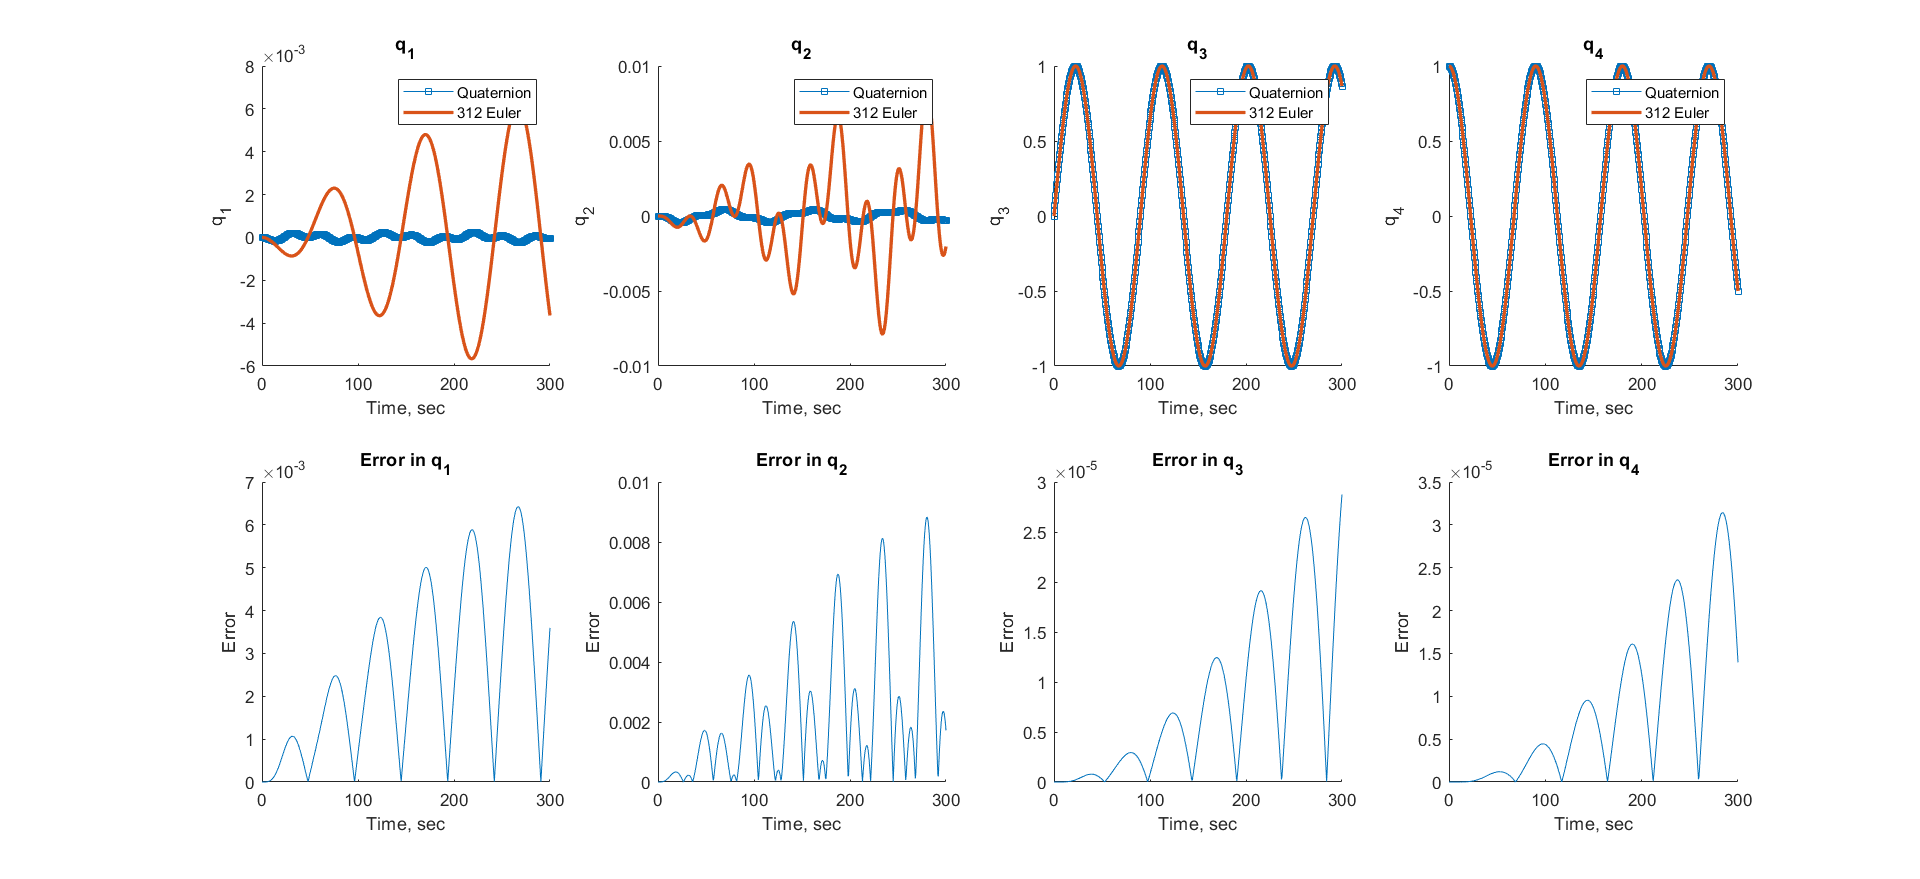 q1
×10-3
8
6
4
2
0
-2
-4
-6
q1
0 100 200 300
Time, sec
Quaternion
312 Euler
q2
0.01
0.005
0
-0.005
-0.01
q2
0 100 200 300
Time, sec
Quaternion
312 Euler
q3
1
0.5
0
-0.5
-1
q3
0 100 200 300
Time, sec
Quaternion
312 Euler
q4
1
0.5
0
-0.5
-1
q4
0 100 200 300
Time, sec
Quaternion
312 Euler
Error in q1
×10-3
7
6
5
4
3
2
1
0
Error
0 100 200 300
Time, sec
Error in q2
0.01
0.008
0.006
0.004
0.002
0
Error
0 100 200 300
Time, sec
Error in q3
×10-5
3
2.5
2
1.5
1
0.5
0
Error
0 100 200 300
Time, sec
Error in q4
×10-5
3.5
3
2.5
2
1.5
1
0.5
0
Error
0 100 200 300
Time, sec